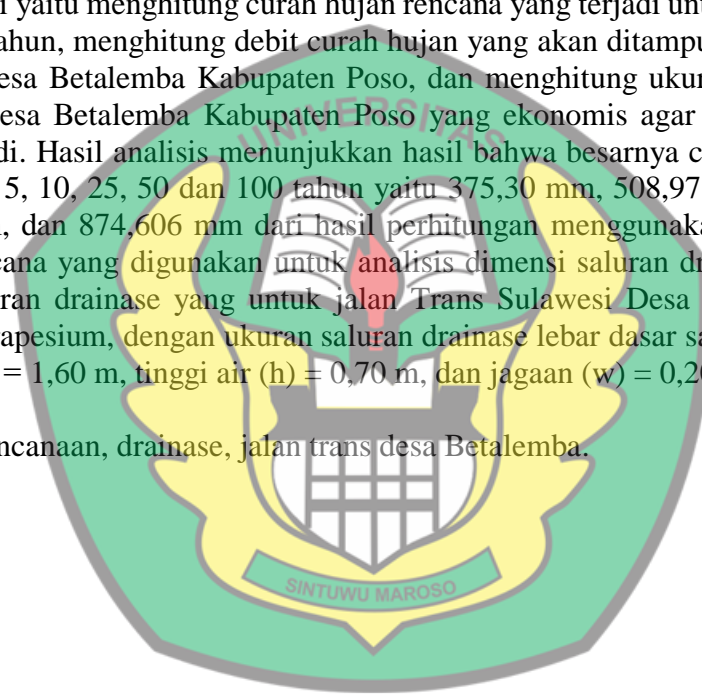 i yaitu menghitung curah hujan rencana yang terjadi unt
ahun, menghitung debit curah hujan yang akan ditampu
esa Betalemba Kabupaten Poso, dan menghitung ukur
esa Betalemba Kabupaten Poso yang ekonomis agar
di. Hasil analisis menunjukkan hasil bahwa besarnya c
5, 10, 25, 50 dan 100 tahun yaitu 375,30 mm, 508,97
, dan 874,606 mm dari hasil perhitungan menggunaka
cana yang digunakan untuk analisis dimensi saluran dr
ran drainase yang untuk jalan Trans Sulawesi Desa
rapesium, dengan ukuran saluran drainase lebar dasar sa
= 1,60 m, tinggi air (h) = 0,70 m, dan jagaan (w) = 0,20
ncanaan, drainase, jalan trans desa Betalemba.
UNIVERSITAS
SINTUWU MAROSO